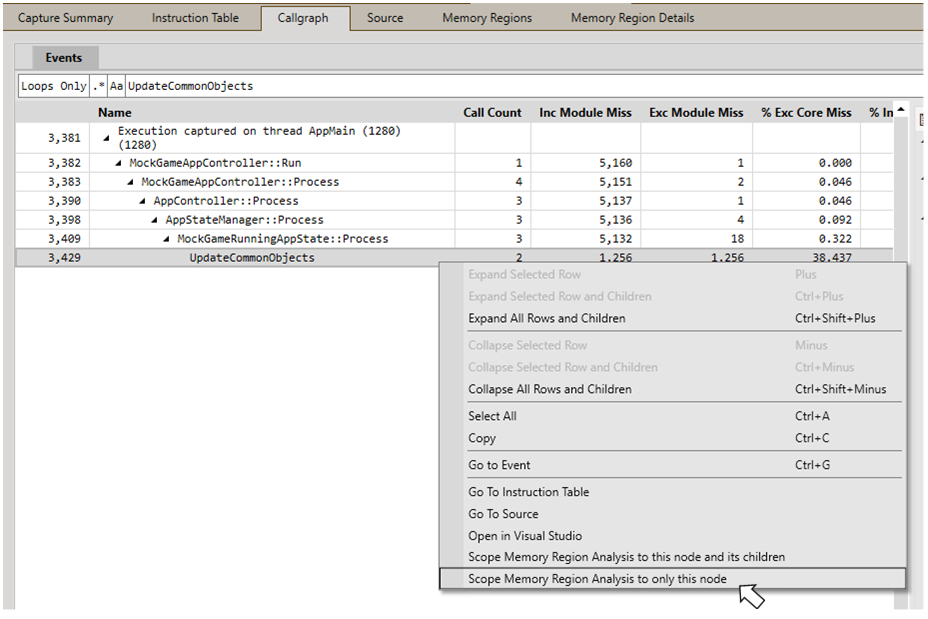 Capture Summary Instruction Table Callgraph Source Memory Regions Memory Region Details
Events
Loops Only .* Aa UpdateCommonObjects
Name Call Count Inc Module Miss Exc Module Miss % Exc Core Miss % In
3,381 Execution captured on thread AppMain (1280)
(1280)
3,382 MockGameAppController::Run 1 5,160 1 0.000
3,383 MockGameAppController::Process 4 5,151 2 0.046
3,390 AppController::Process 3 5,137 1 0.046
3,398 AppStateManager::Process 3 5,136 4 0.092
3,409 MockGameRunningAppState::Process 3 5,132 18 0.322
3,429 UpdateCommonObjects 2 1,256 1,256 38.437
Expand Selected Row Plus
Expand Selected Row and Children Ctrl+Plus
Expand All Rows and Children Ctrl+Shift+Plus
Collapse Selected Row Minus
Collapse Selected Row and Children Ctrl+Minus
Collapse All Rows and Children Ctrl+Shift+Minus
Select All Ctrl+A
Copy Ctrl+C
Go to Event Ctrl+G
Go To Instruction Table
Go To Source
Open in Visual Studio
Scope Memory Region Analysis to this node and its children
Scope Memory Region Analysis to only this node